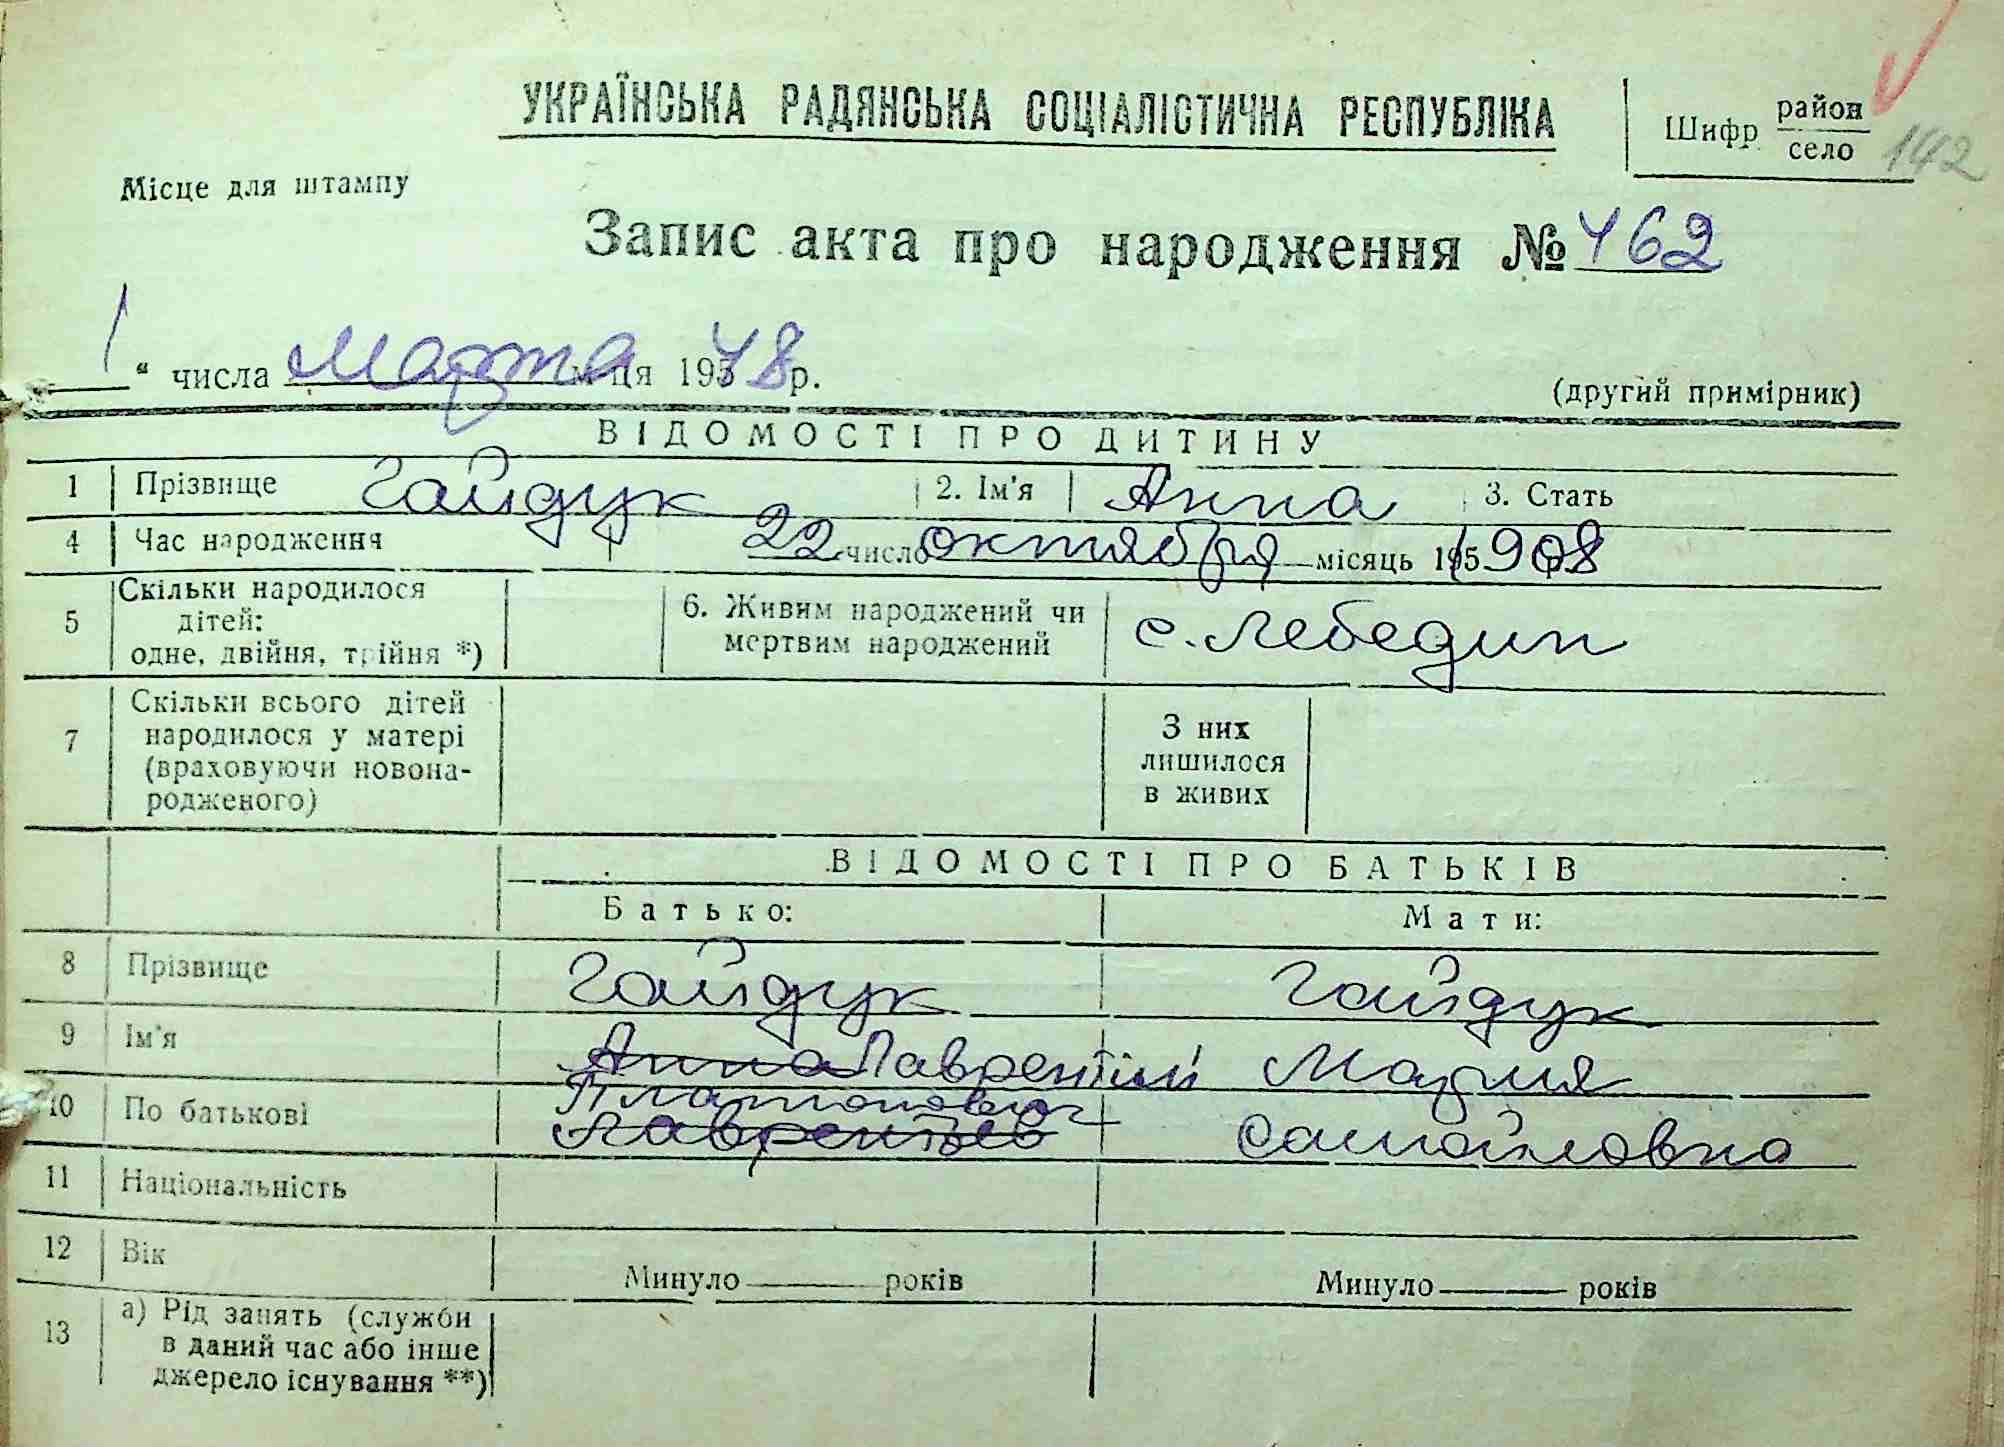 УКРАЇНСЬКА РАДЯНСЬКА СОЦІАЛІСТИЧНА РЕСПУБЛІКА
Шифр район село 142
Місце для штампу
Запис акта про народження № 162
1 “ числа Марта м ця 195 78 р.
(другий примірник)
ВІДОМОСТІ ПРО ДИТИНУ
1 Прізвище Гайдук 2. Ім'я Анна 3. Стать
4 Час народження 22 число октября місяць 195 1908
5 Скільки народилося дітей: одне, двійня, трійня *) 6. Живим народжений чи мертвим народжений с. Лебедин
7 Скільки всього дітей народилося у матері (враховуючи новонародженого) З них лишилося в живих
ВІДОМОСТІ ПРО БАТЬКІВ
Батько: Мати:
8 Прізвище Гайдук Гайдук
9 Ім'я Анна Лаврентій Мария
10 По батькові Платонович Лаврентьев Самойловна
11 Національність
12 Вік Минуло років Минуло років
13 а) Рід занять (служби
в даний час або інше
джерело існування **)